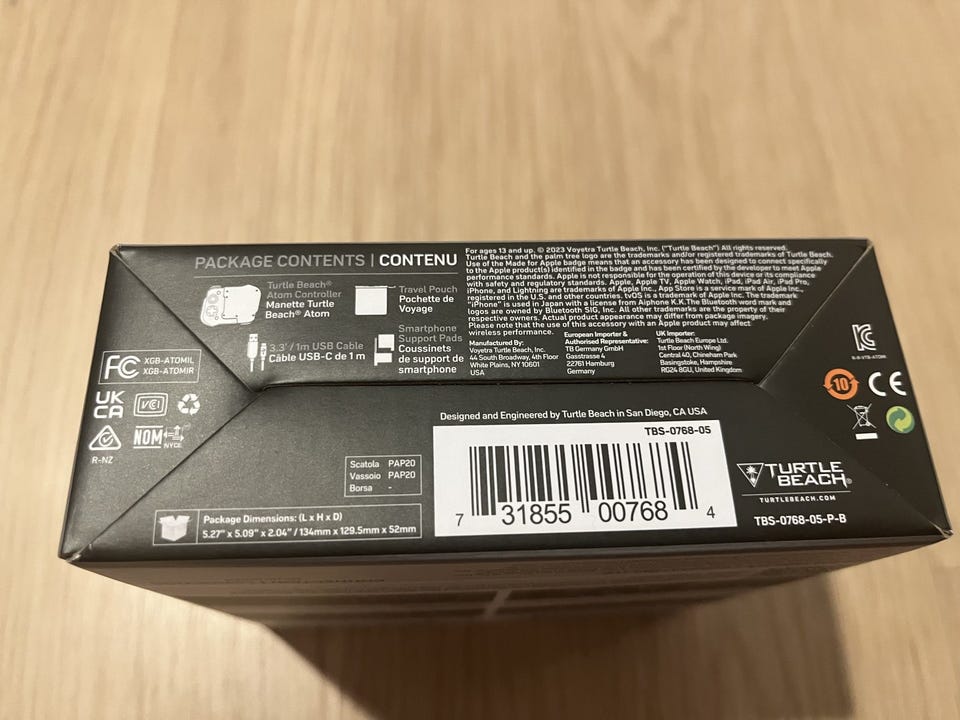 PACKAGE CONTENTS | CONTENU
Turtle Beach®
Atom Controller
Manette Turtle
Beach® Atom
Travel Pouch
Pochette de
Voyage
3.3' / 1m USB Cable
Câble USB-C de 1 m
Smartphone
Support Pads
Coussinets
de support de
smartphone
For ages 13 and up. © 2023 Voyetra Turtle Beach, Inc. ("Turtle Beach") All rights reserved.
Turtle Beach and the palm tree logo are the trademarks and/or registered trademarks of Turtle Beach.
Use of the Made for Apple badge means that an accessory has been designed to connect specifically
to the Apple product(s) identified in the badge and has been certified by the developer to meet Apple
performance standards. Apple is not responsible for the operation of this device or its compliance
with safety and regulatory standards. Apple, Apple TV, Apple Watch, iPad, iPad Air, iPad Pro,
iPhone, and Lightning are trademarks of Apple Inc., App Store is a service mark of Apple Inc.,
registered in the U.S. and other countries. tvOS is a trademark of Apple Inc. The trademark
"iPhone" is used in Japan with a license from Aiphone K.K. The Bluetooth word mark and
logos are owned by Bluetooth SIG, Inc. All other trademarks are the property of their
respective owners. Actual product appearance may differ from package imagery.
Please note that the use of this accessory with an Apple product may affect
wireless performance.
Manufactured By:
Voyetra Turtle Beach, Inc.
44 South Broadway, 4th Floor
White Plains, NY 10601
USA
European Importer &
Authorised Representative:
TB Germany GmbH
Gasstrasse 4
22761 Hamburg
Germany
UK Importer:
Turtle Beach Europe Ltd.
1st Floor (North Wing)
Central 40, Chineham Park
Basingstoke, Hampshire
RG24 8GU, United Kingdom
FC XGB-ATOMIL
XGB-ATOMIR
UK
CA
VCI
R-NZ
NOM
NYCE
10
CE
Designed and Engineered by Turtle Beach in San Diego, CA USA
TBS-0768-05
7 31855 00768 4
Scatola PAP20
Vassoio PAP20
Borsa -
Package Dimensions: (L x H x D)
5.27" x 5.09" x 2.04" / 134mm x 129.5mm x 52mm
TURTLE
BEACH®
TURTLEBEACH.COM
TBS-0768-05-P-B